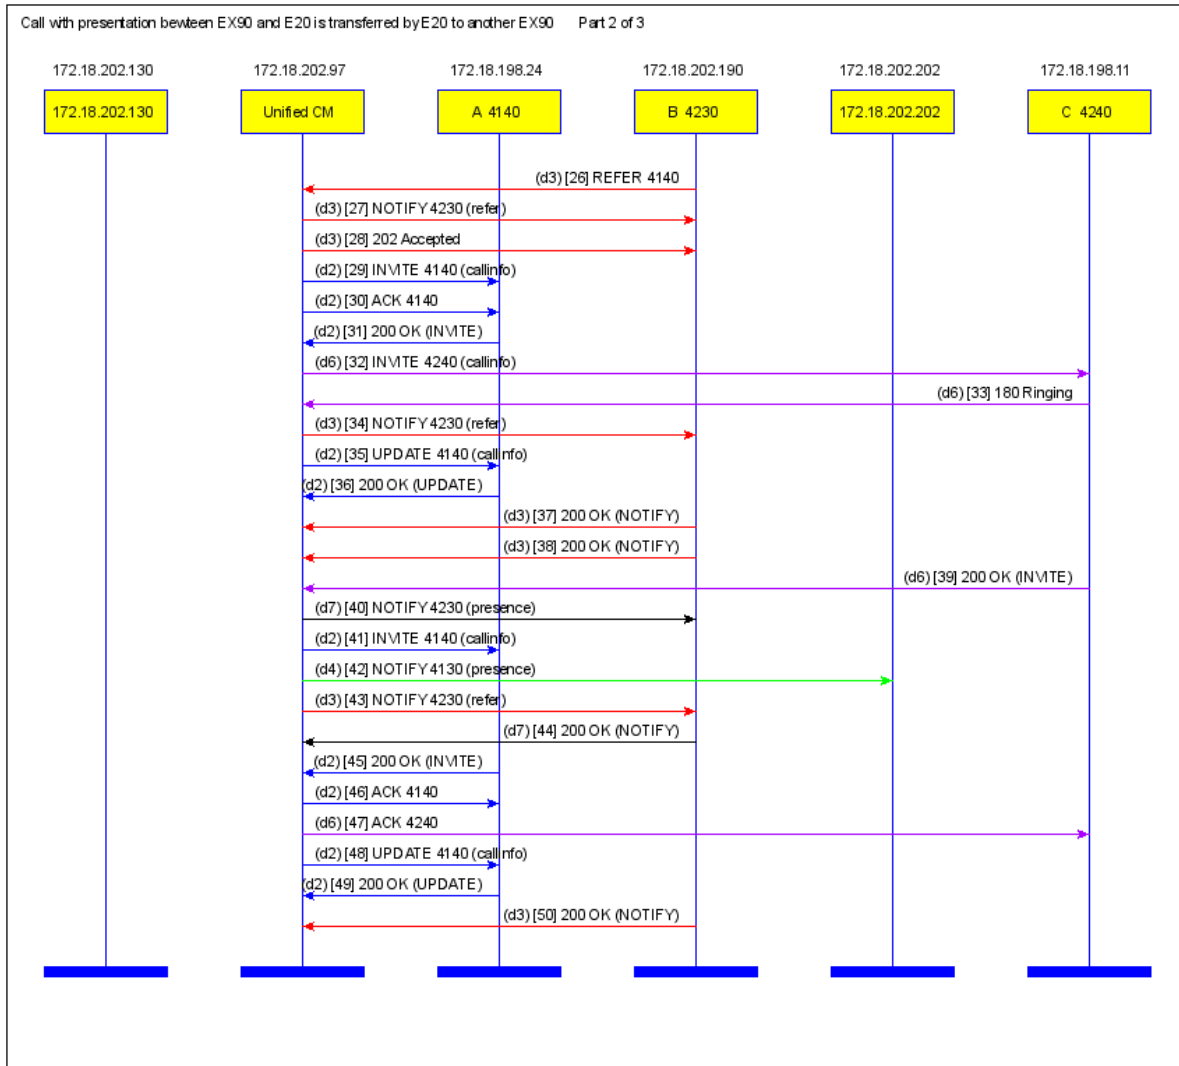 Call with presentation bewteen EX90 and E20 is transferred by E20 to another EX90 Part 2 of 3
172.18.202.130 172.18.202.97 172.18.198.24 172.18.202.190 172.18.202.202 172.18.198.11
172.18.202.130 Unified CM A 4140 B 4230 172.18.202.202 C 4240
(d3) [26] REFER 4140
(d3) [27] NOTIFY 4230 (refer)
(d3) [28] 202 Accepted
(d2) [29] INVITE 4140 (callinfo)
(d2) [30] ACK 4140
(d2) [31] 200 OK (INVITE)
(d6) [32] INVITE 4240 (callinfo)
(d6) [33] 180 Ringing
(d3) [34] NOTIFY 4230 (refer)
(d2) [35] UPDATE 4140 (callinfo)
(d2) [36] 200 OK (UPDATE)
(d3) [37] 200 OK (NOTIFY)
(d3) [38] 200 OK (NOTIFY)
(d6) [39] 200 OK (INVITE)
(d7) [40] NOTIFY 4230 (presence)
(d2) [41] INVITE 4140 (callinfo)
(d4) [42] NOTIFY 4130 (presence)
(d3) [43] NOTIFY 4230 (refer)
(d7) [44] 200 OK (NOTIFY)
(d2) [45] 200 OK (INVITE)
(d2) [46] ACK 4140
(d6) [47] ACK 4240
(d2) [48] UPDATE 4140 (callinfo)
(d2) [49] 200 OK (UPDATE)
(d3) [50] 200 OK (NOTIFY)